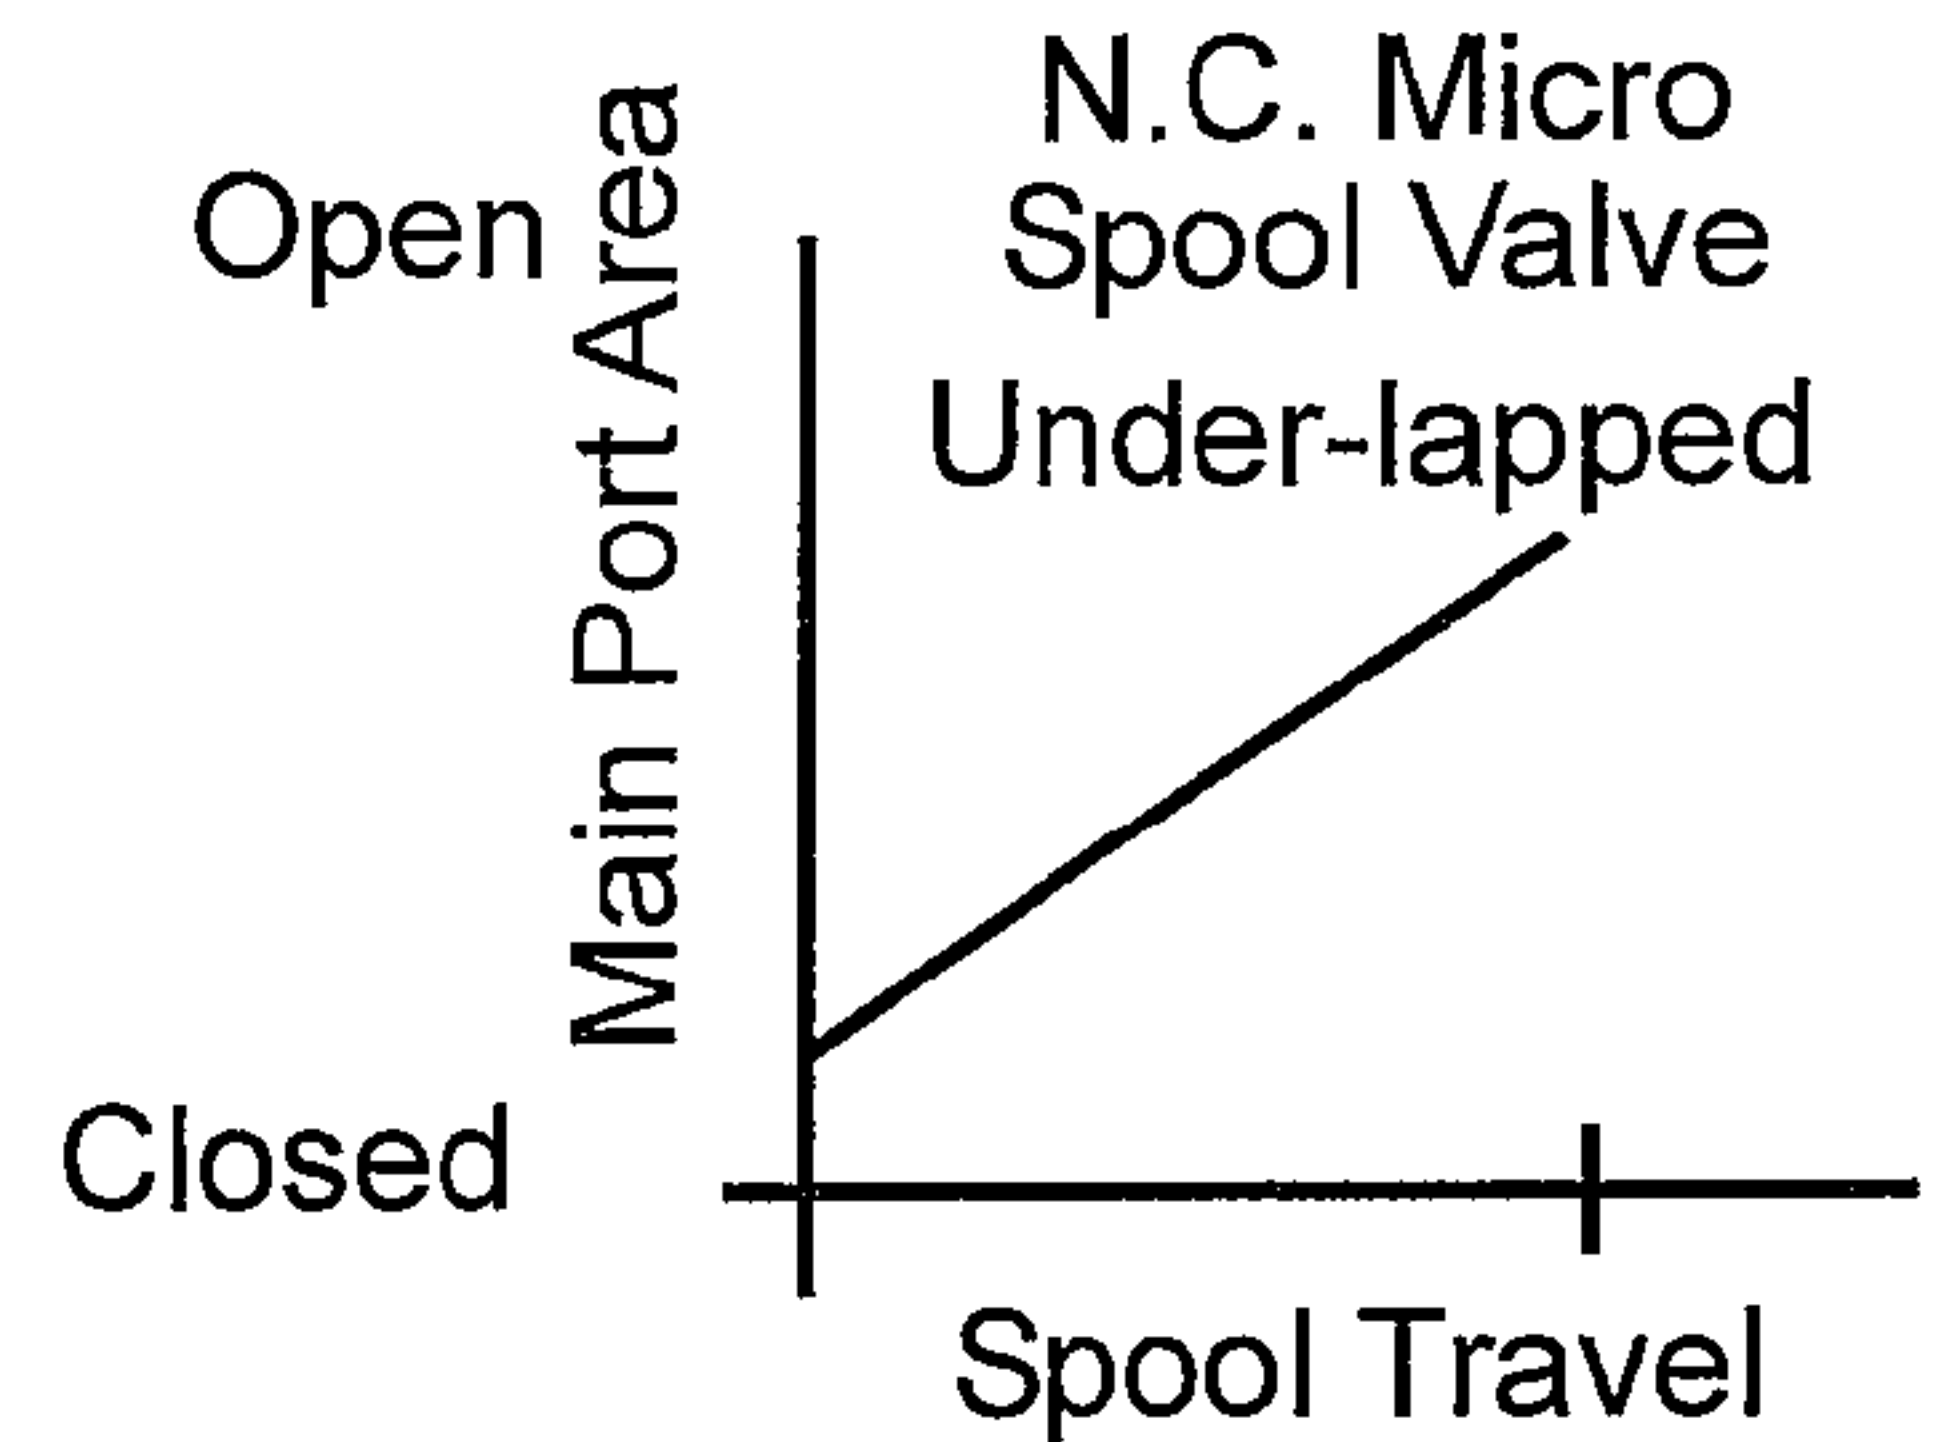 N.C. Micro
Spool Valve
Under-lapped
Open
Main Port Area
Closed
Spool Travel